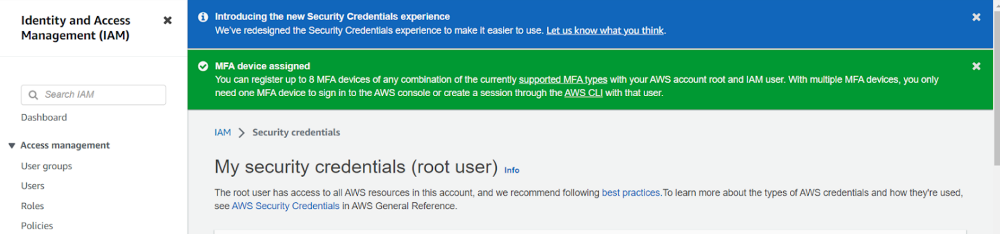 Identity and Access
Management (IAM)
Search IAM
Dashboard
Access management
User groups
Users
Roles
Policies
Introducing the new Security Credentials experience
We've redesigned the Security Credentials experience to make it easier to use. Let us know what you think.
MFA device assigned
You can register up to 8 MFA devices of any combination of the currently supported MFA types with your AWS account root and IAM user. With multiple MFA devices, you only
need one MFA device to sign in to the AWS console or create a session through the AWS CLI with that user.
IAM > Security credentials
My security credentials (root user) Info
The root user has access to all AWS resources in this account, and we recommend following best practices.To learn more about the types of AWS credentials and how they're used,
see AWS Security Credentials in AWS General Reference.